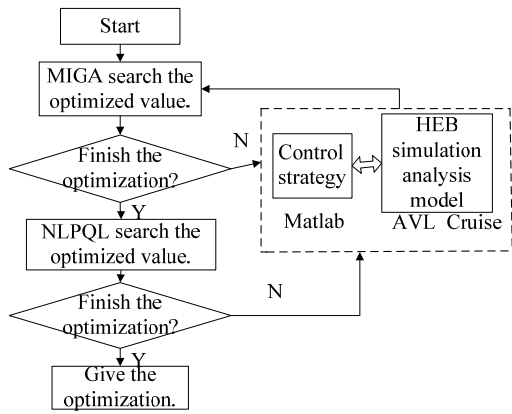 Start
MIGA search the
optimized value.
N
Finish the
optimization?
Y
NLPQL search the
optimized value.
Finish the
optimization?
N
Y
Give the
optimization.
Control
strategy
Matlab
HEB
simulation
analysis
model
AVL Cruise